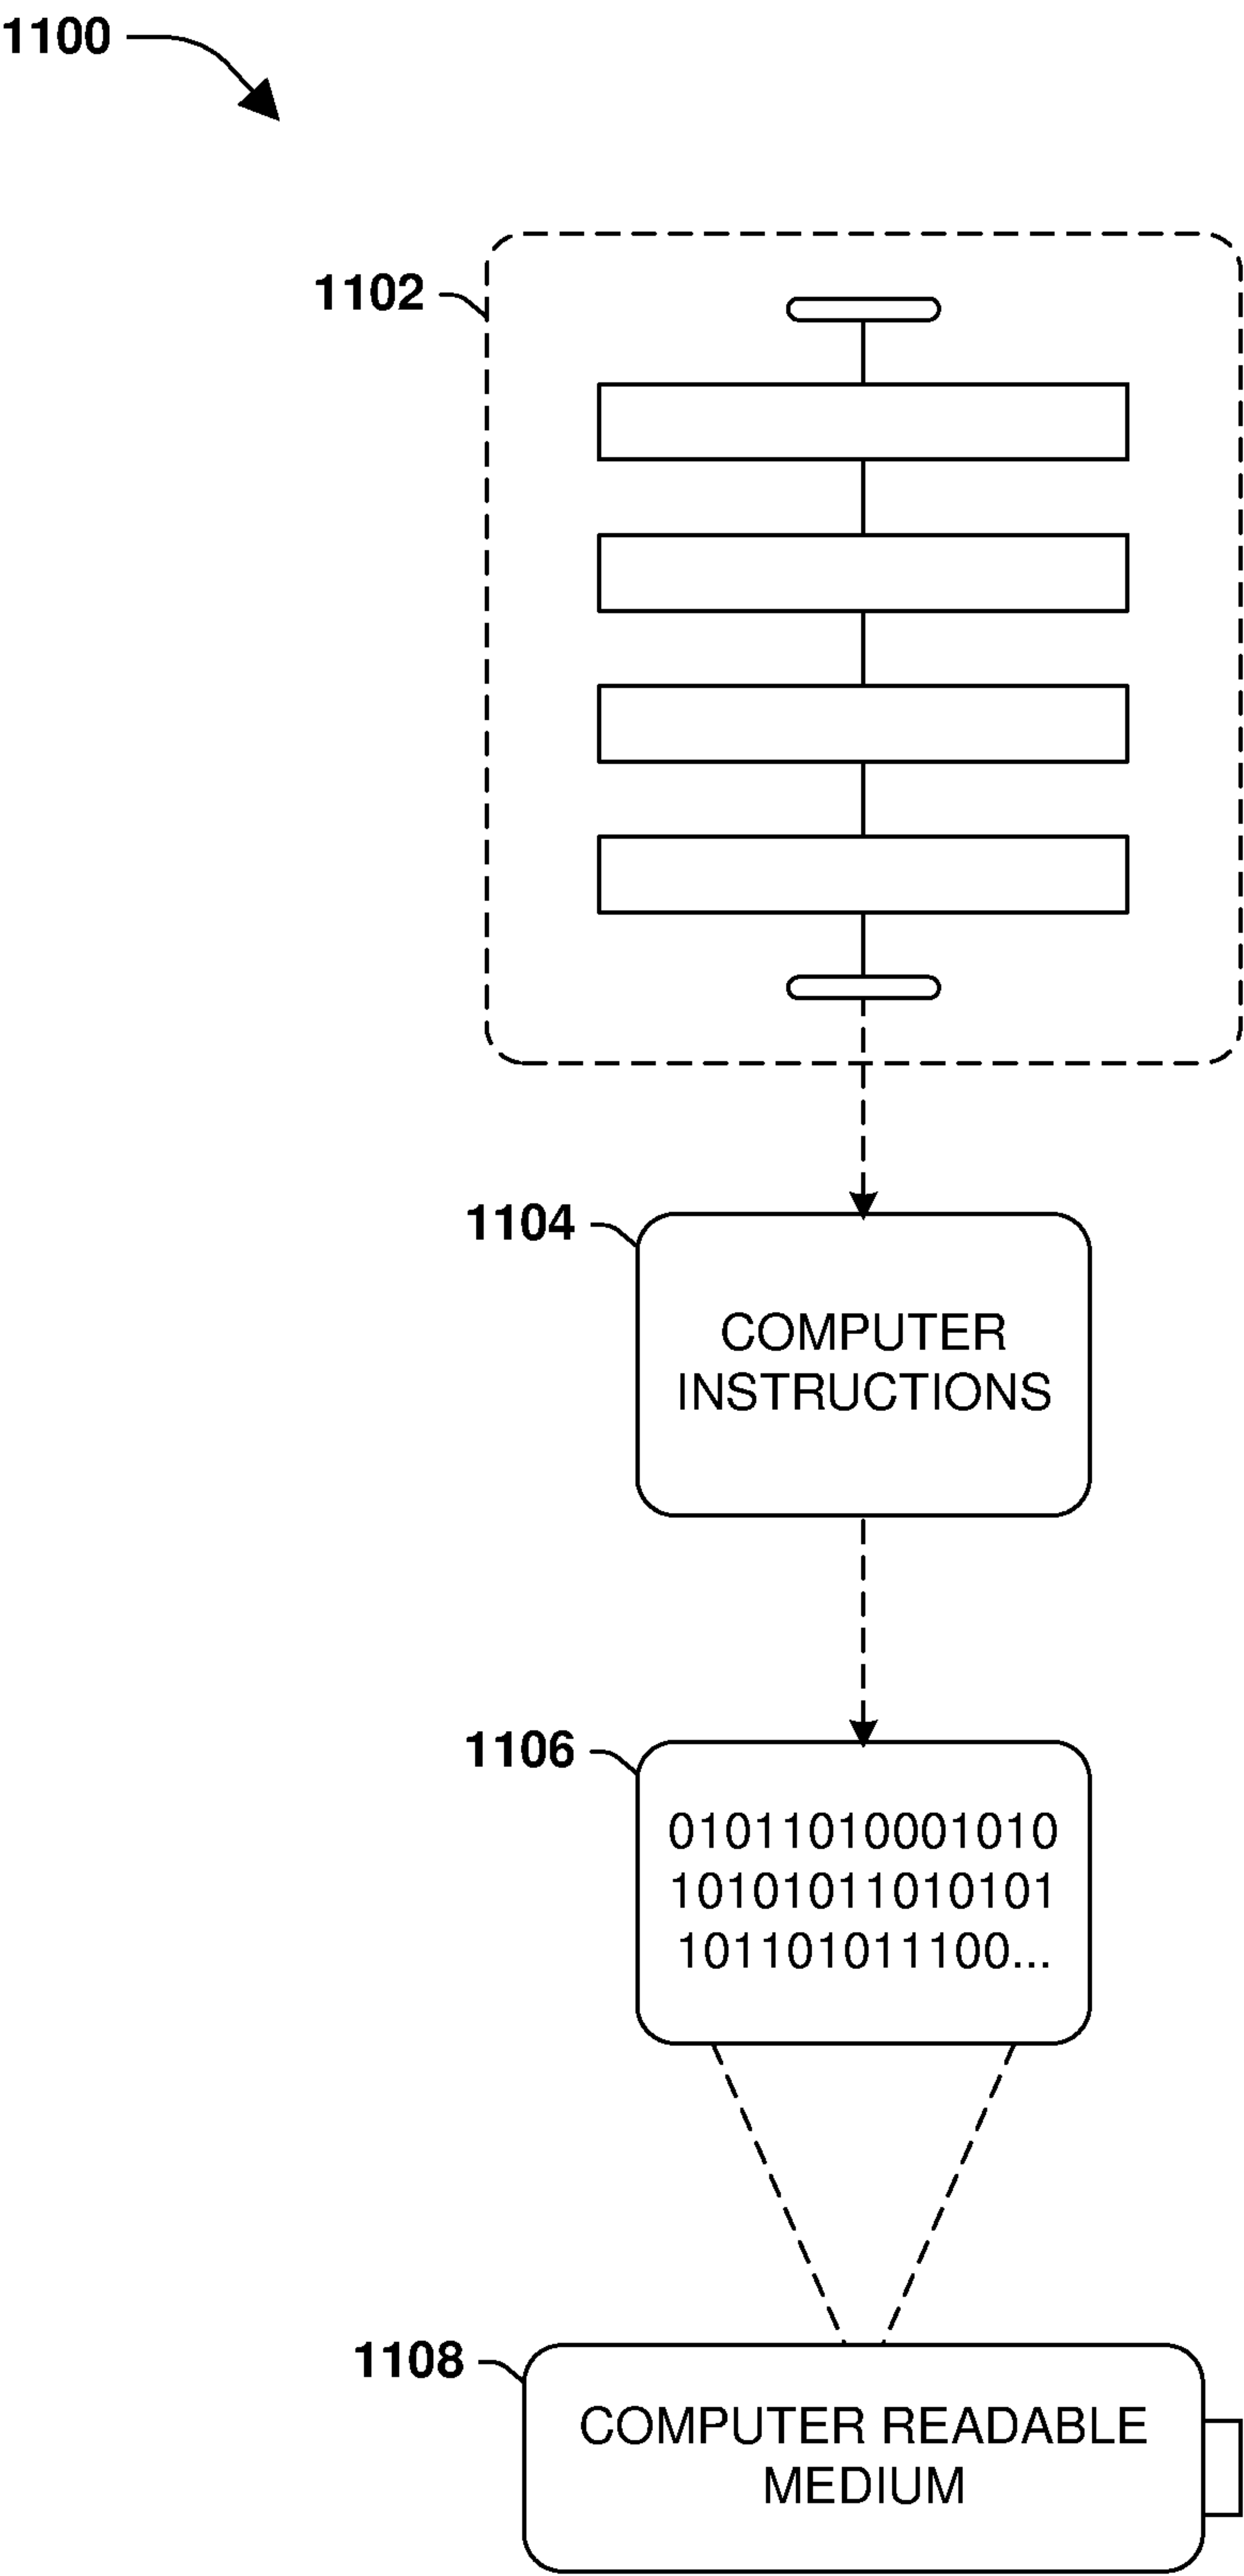 1100
1102
1104
COMPUTER
INSTRUCTIONS
1106
01011010001010
10101011010101
101101011100...
1108
COMPUTER READABLE
MEDIUM